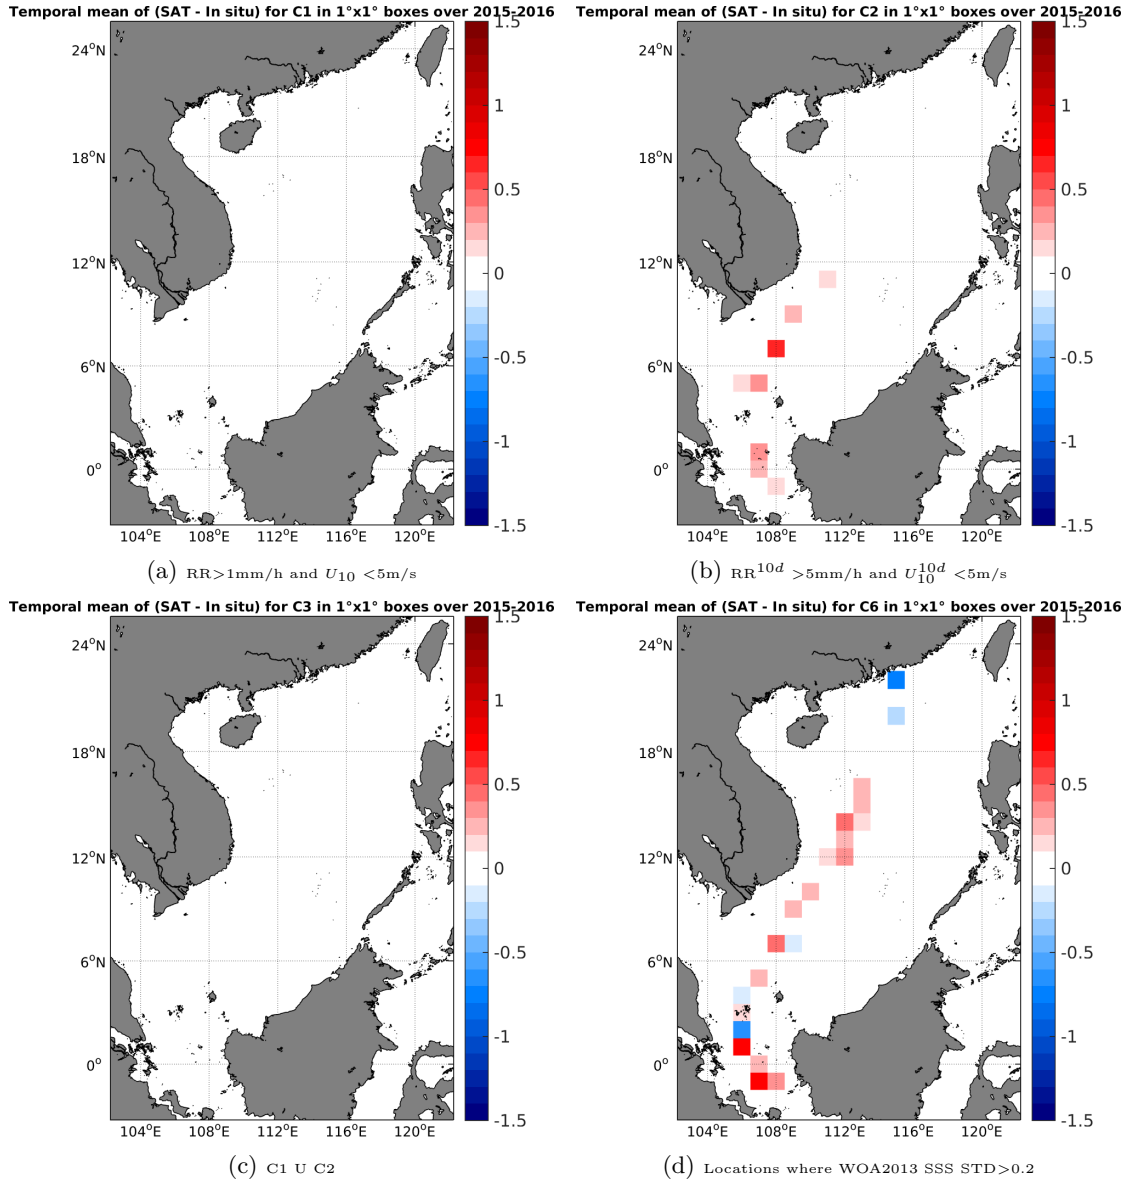 Temporal mean of (SAT - In situ) for C1 in 1°x1° boxes over 2015-2016
24°N
18°N
12°N
6°N
0°
104°E 108°E 112°E 116°E 120°E
1.5
1
0.5
0
-0.5
-1
-1.5
(a) RR>1mm/h and U10 <5m/s
Temporal mean of (SAT - In situ) for C2 in 1°x1° boxes over 2015-2016
24°N
18°N
12°N
6°N
0°
104°E 108°E 112°E 116°E 120°E
1.5
1
0.5
0
-0.5
-1
-1.5
(b) RR^10d >5mm/h and U10^10d <5m/s
Temporal mean of (SAT - In situ) for C3 in 1°x1° boxes over 2015-2016
24°N
18°N
12°N
6°N
0°
104°E 108°E 112°E 116°E 120°E
1.5
1
0.5
0
-0.5
-1
-1.5
(c) C1 U C2
Temporal mean of (SAT - In situ) for C6 in 1°x1° boxes over 2015-2016
24°N
18°N
12°N
6°N
0°
104°E 108°E 112°E 116°E 120°E
1.5
1
0.5
0
-0.5
-1
-1.5
(d) Locations where WOA2013 SSS STD>0.2